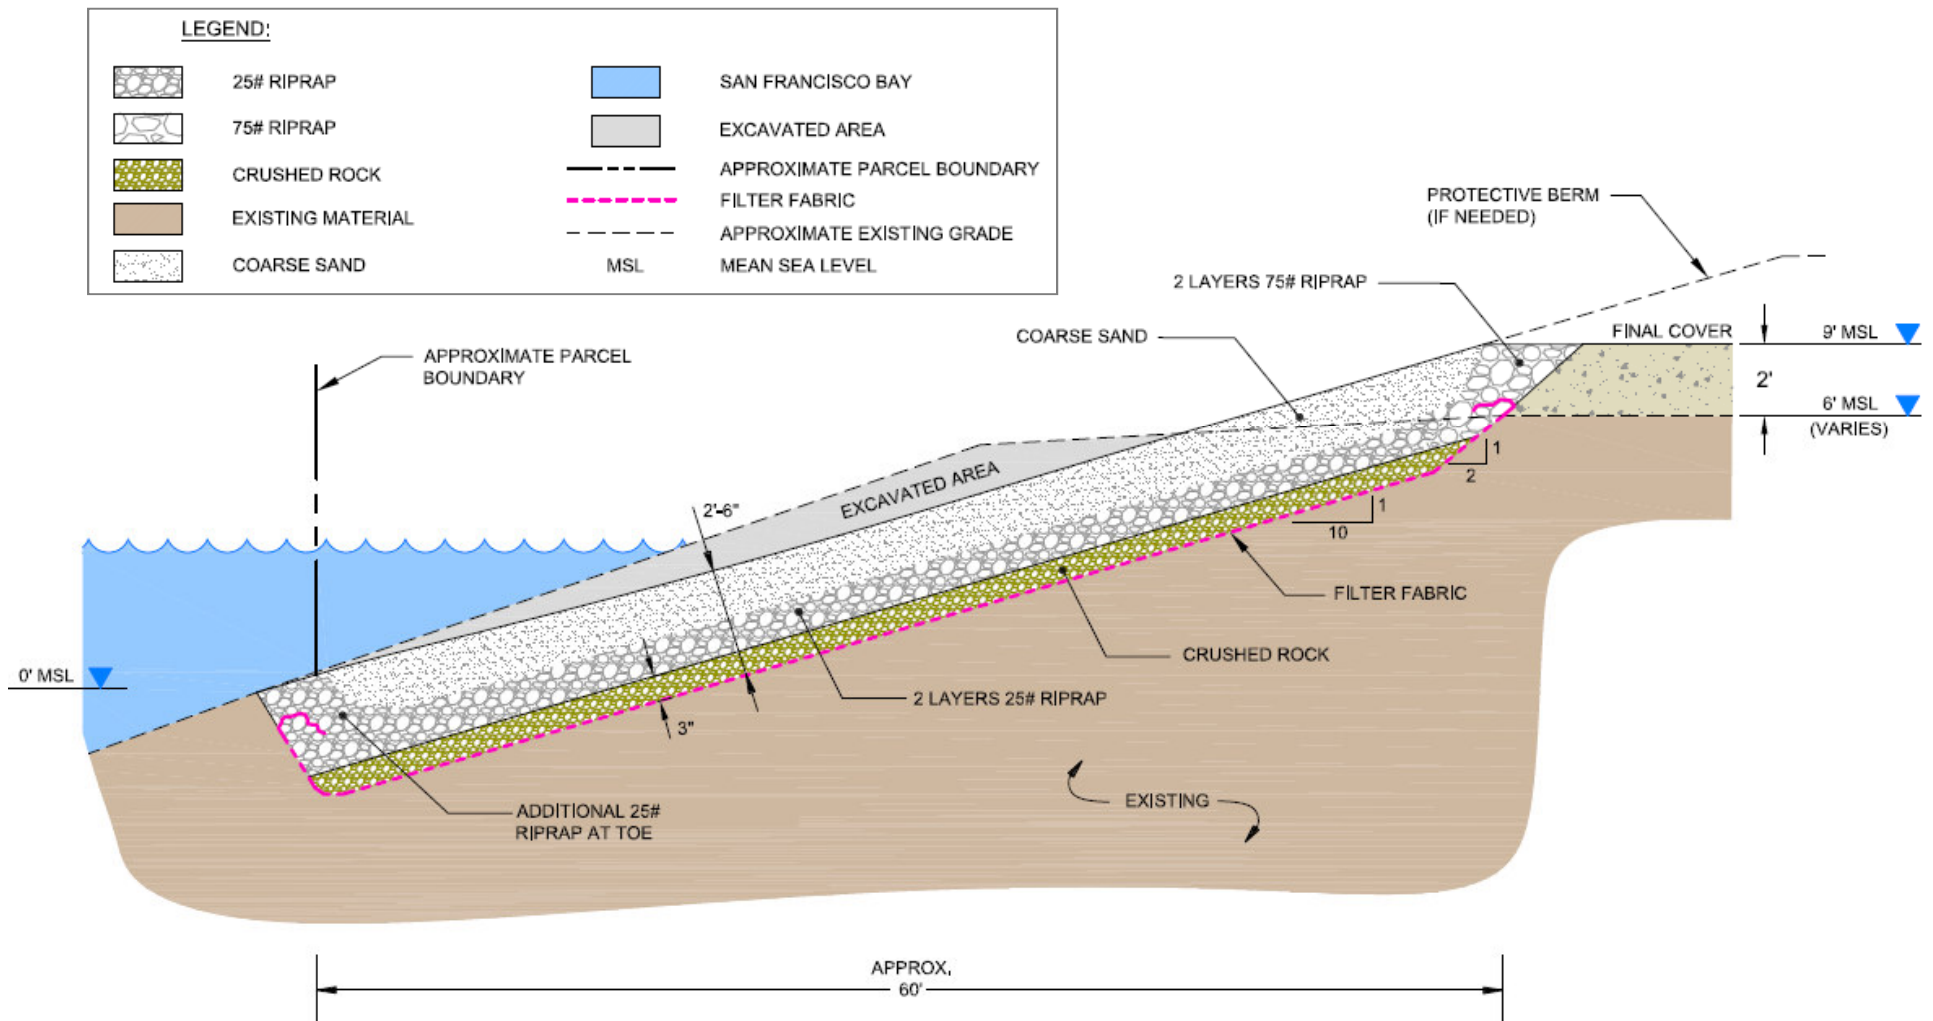 LEGEND:
25# RIPRAP
75# RIPRAP
CRUSHED ROCK
EXISTING MATERIAL
COARSE SAND
SAN FRANCISCO BAY
EXCAVATED AREA
APPROXIMATE PARCEL BOUNDARY
FILTER FABRIC
APPROXIMATE EXISTING GRADE
MSL
MEAN SEA LEVEL
PROTECTIVE BERM
(IF NEEDED)
2 LAYERS 75# RIPRAP
COARSE SAND
FINAL COVER
9' MSL
2'
6' MSL
(VARIES)
APPROXIMATE PARCEL
BOUNDARY
EXCAVATED AREA
2'-6"
1
2
1
10
FILTER FABRIC
CRUSHED ROCK
0' MSL
2 LAYERS 25# RIPRAP
3"
ADDITIONAL 25#
RIPRAP AT TOE
EXISTING
APPROX.
60'